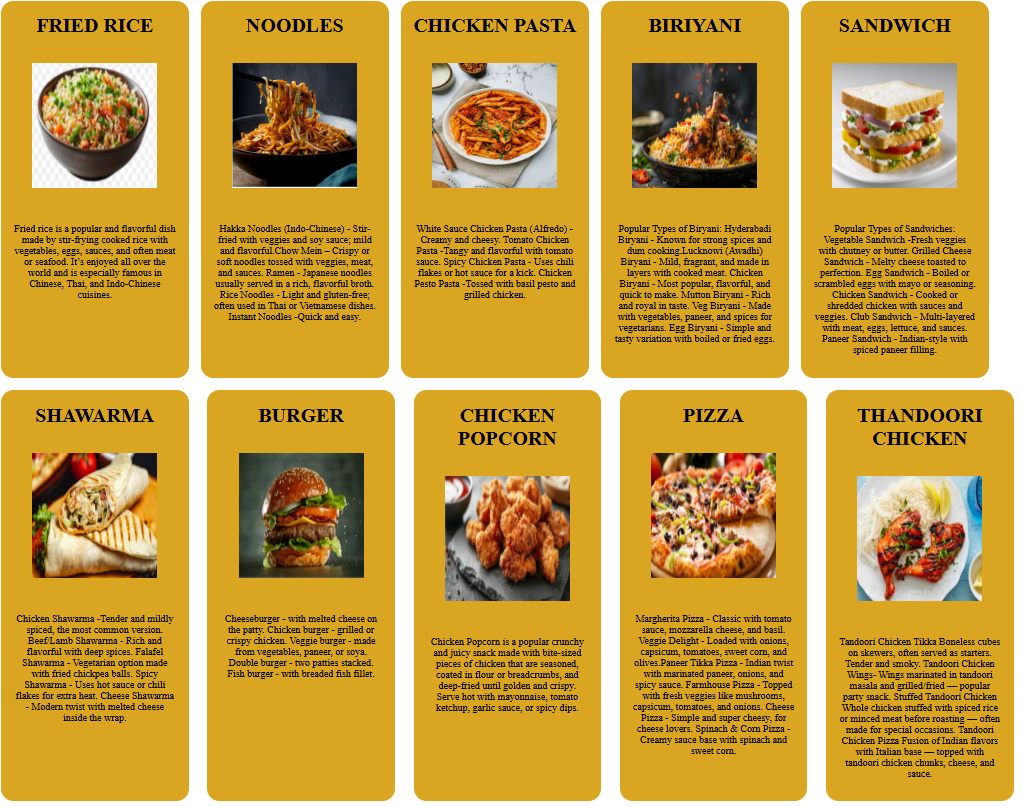 FRIED RICE
Fried rice is a popular and flavorful dish
made by stir-frying cooked rice with
vegetables, eggs, sauces, and often meat
or seafood. It's enjoyed all over the
world and is especially famous in
Chinese, Thai, and Indo-Chinese
cuisines.
NOODLES
Hakka Noodles (Indo-Chinese) - Stir-
fried with veggies and soy sauce; mild
and flavorful.Chow Mein – Crispy or
soft noodles tossed with veggies, meat,
and sauces. Ramen - Japanese noodles
usually served in a rich, flavorful broth.
Rice Noodles - Light and gluten-free;
often used in Thai or Vietnamese dishes.
Instant Noodles -Quick and easy.
CHICKEN PASTA
White Sauce Chicken Pasta (Alfredo) -
Creamy and cheesy. Tomato Chicken
Pasta -Tangy and flavorful with tomato
sauce. Spicy Chicken Pasta - Uses chili
flakes or hot sauce for a kick. Chicken
Pesto Pasta -Tossed with basil pesto and
grilled chicken.
BIRIYANI
Popular Types of Biryani: Hyderabadi
Biryani - Known for strong spices and
dum cooking.Lucknowi (Awadhi)
Biryani - Mild, fragrant, and made in
layers with cooked meat. Chicken
Biryani - Most popular, flavorful, and
quick to make. Mutton Biryani - Rich
and royal in taste. Veg Biryani - Made
with vegetables, paneer, and spices for
vegetarians. Egg Biryani - Simple and
tasty variation with boiled or fried eggs.
SANDWICH
Popular Types of Sandwiches:
Vegetable Sandwich -Fresh veggies
with chutney or butter. Grilled Cheese
Sandwich - Melty cheese toasted to
perfection. Egg Sandwich - Boiled or
scrambled eggs with mayo or seasoning.
Chicken Sandwich - Cooked or
shredded chicken with sauces and
veggies. Club Sandwich - Multi-layered
with meat, eggs, lettuce, and sauces.
Paneer Sandwich - Indian-style with
spiced paneer filling.
SHAWARMA
Chicken Shawarma -Tender and mildly
spiced, the most common version.
Beef/Lamb Shawarma - Rich and
flavorful with deep spices. Falafel
Shawarma - Vegetarian option made
with fried chickpea balls. Spicy
Shawarma - Uses hot sauce or chili
flakes for extra heat. Cheese Shawarma
- Modern twist with melted cheese
inside the wrap.
BURGER
Cheeseburger - with melted cheese on
the patty. Chicken burger - grilled or
crispy chicken. Veggie burger - made
from vegetables, paneer, or soya.
Double burger - two patties stacked.
Fish burger - with breaded fish fillet.
CHICKEN
POPCORN
Chicken Popcorn is a popular crunchy
and juicy snack made with bite-sized
pieces of chicken that are seasoned,
coated in flour or breadcrumbs, and
deep-fried until golden and crispy.
Serve hot with mayonnaise, tomato
ketchup, garlic sauce, or spicy dips.
PIZZA
Margherita Pizza - Classic with tomato
sauce, mozzarella cheese, and basil.
Veggie Delight - Loaded with onions,
capsicum, tomatoes, sweet corn, and
olives.Paneer Tikka Pizza - Indian twist
with marinated paneer, onions, and
spicy sauce. Farmhouse Pizza - Topped
with fresh veggies like mushrooms,
capsicum, tomatoes, and onions. Cheese
Pizza - Simple and super cheesy, for
cheese lovers. Spinach & Corn Pizza -
Creamy sauce base with spinach and
sweet corn.
THANDOORI
CHICKEN
Tandoori Chicken Tikka Boneless cubes
on skewers, often served as starters.
Tender and smoky. Tandoori Chicken
Wings- Wings marinated in tandoori
masala and grilled/fried — popular
party snack. Stuffed Tandoori Chicken
Whole chicken stuffed with spiced rice
or minced meat before roasting — often
made for special occasions. Tandoori
Chicken Pizza Fusion of Indian flavors
with Italian base — topped with
tandoori chicken chunks, cheese, and
sauce.